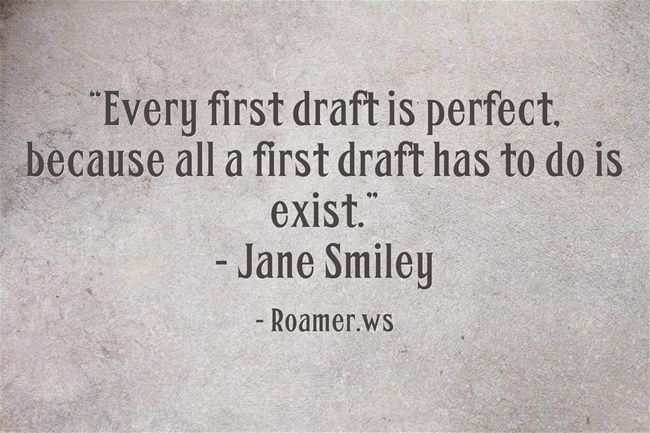 “Every first draft is perfect,
because all a first draft has to do is
exist.”
- Jane Smiley
- Roamer.ws